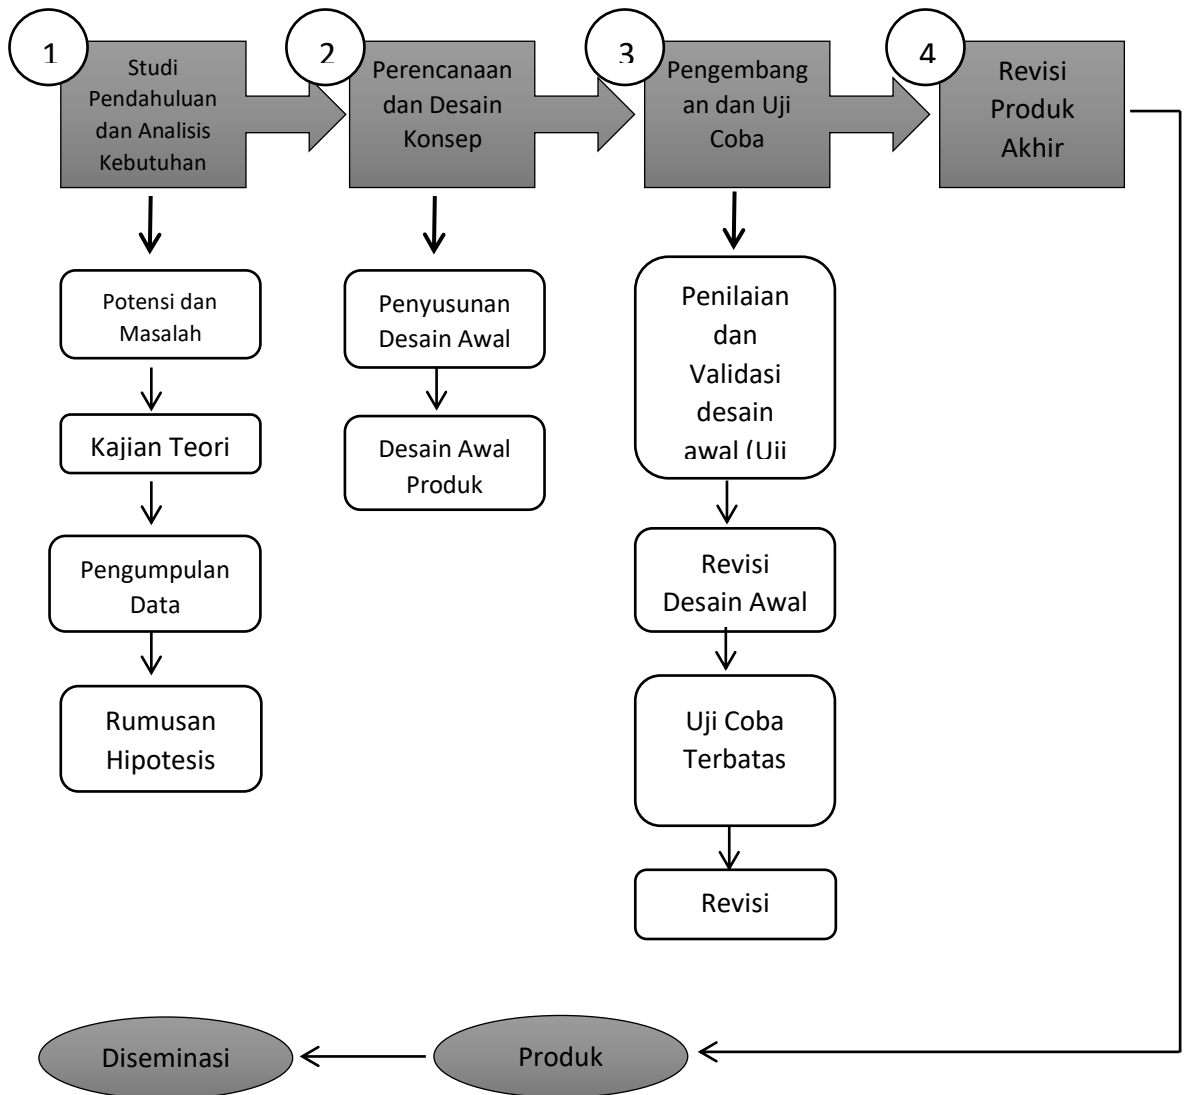 1
Studi
Pendahuluan
dan Analisis
Kebutuhan
2
Perencanaan
dan Desain
Konsep
3
Pengembang
an dan Uji
Coba
4
Revisi
Produk
Akhir
Potensi dan
Masalah
Kajian Teori
Pengumpulan
Data
Rumusan
Hipotesis
Penyusunan
Desain Awal
Desain Awal
Produk
Penilaian
dan
Validasi
desain
awal (Uji
Revisi
Desain Awal
Uji Coba
Terbatas
Revisi
Diseminasi
Produk